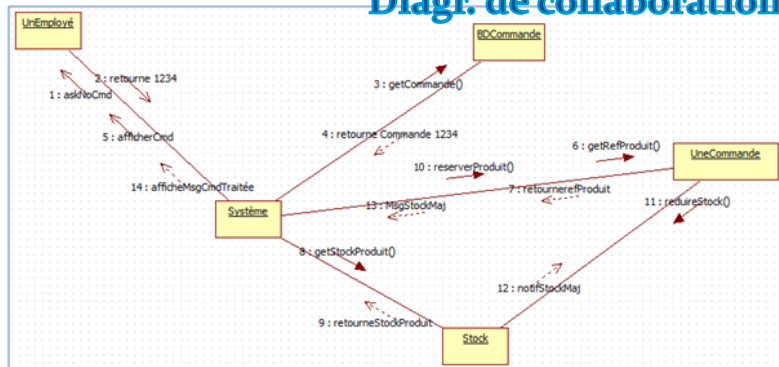 Diagr. de collaboration
UnEmployé
BDCommande
2 : retourne 1234
1 : askNoCmd
3 : getCommande()
5 : afficherCmd
4 : retourne Commande 1234
6 : getRefProduit()
10 : reserverProduit()
UneCommande
14 : afficheMsgCmdTraitée
7 : retournerefProduit
Système
13 : MsgStockMaj
11 : reduireStock()
8 : getStockProduit()
12 : notifStockMaj
9 : retourneStockProduit
Stock